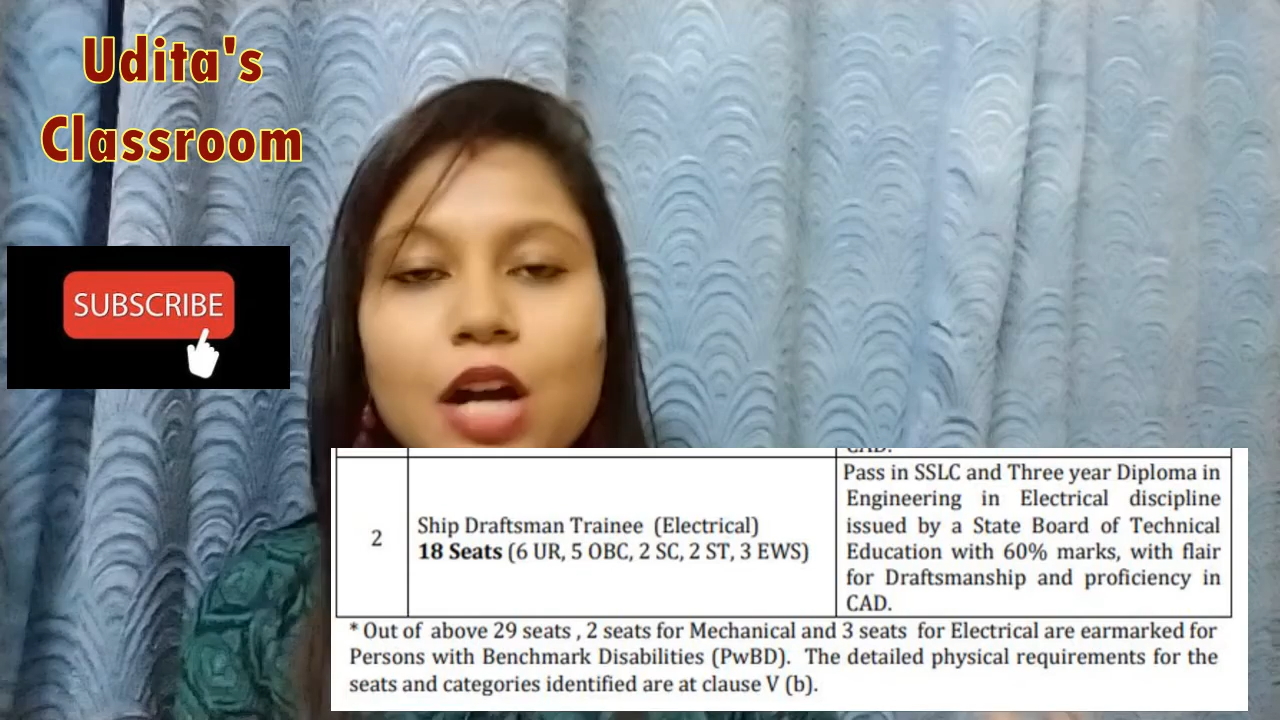 Udita's
Classroom
SUBSCRIBE
CAD.
2
Ship Draftsman Trainee (Electrical)
18 Seats (6 UR, 5 OBC, 2 SC, 2 ST, 3 EWS)
Pass in SSLC and Three year Diploma in
Engineering in Electrical discipline
issued by a State Board of Technical
Education with 60% marks, with flair
for Draftsmanship and proficiency in
CAD.
* Out of above 29 seats , 2 seats for Mechanical and 3 seats for Electrical are earmarked for
Persons with Benchmark Disabilities (PwBD). The detailed physical requirements for the
seats and categories identified are at clause V (b).